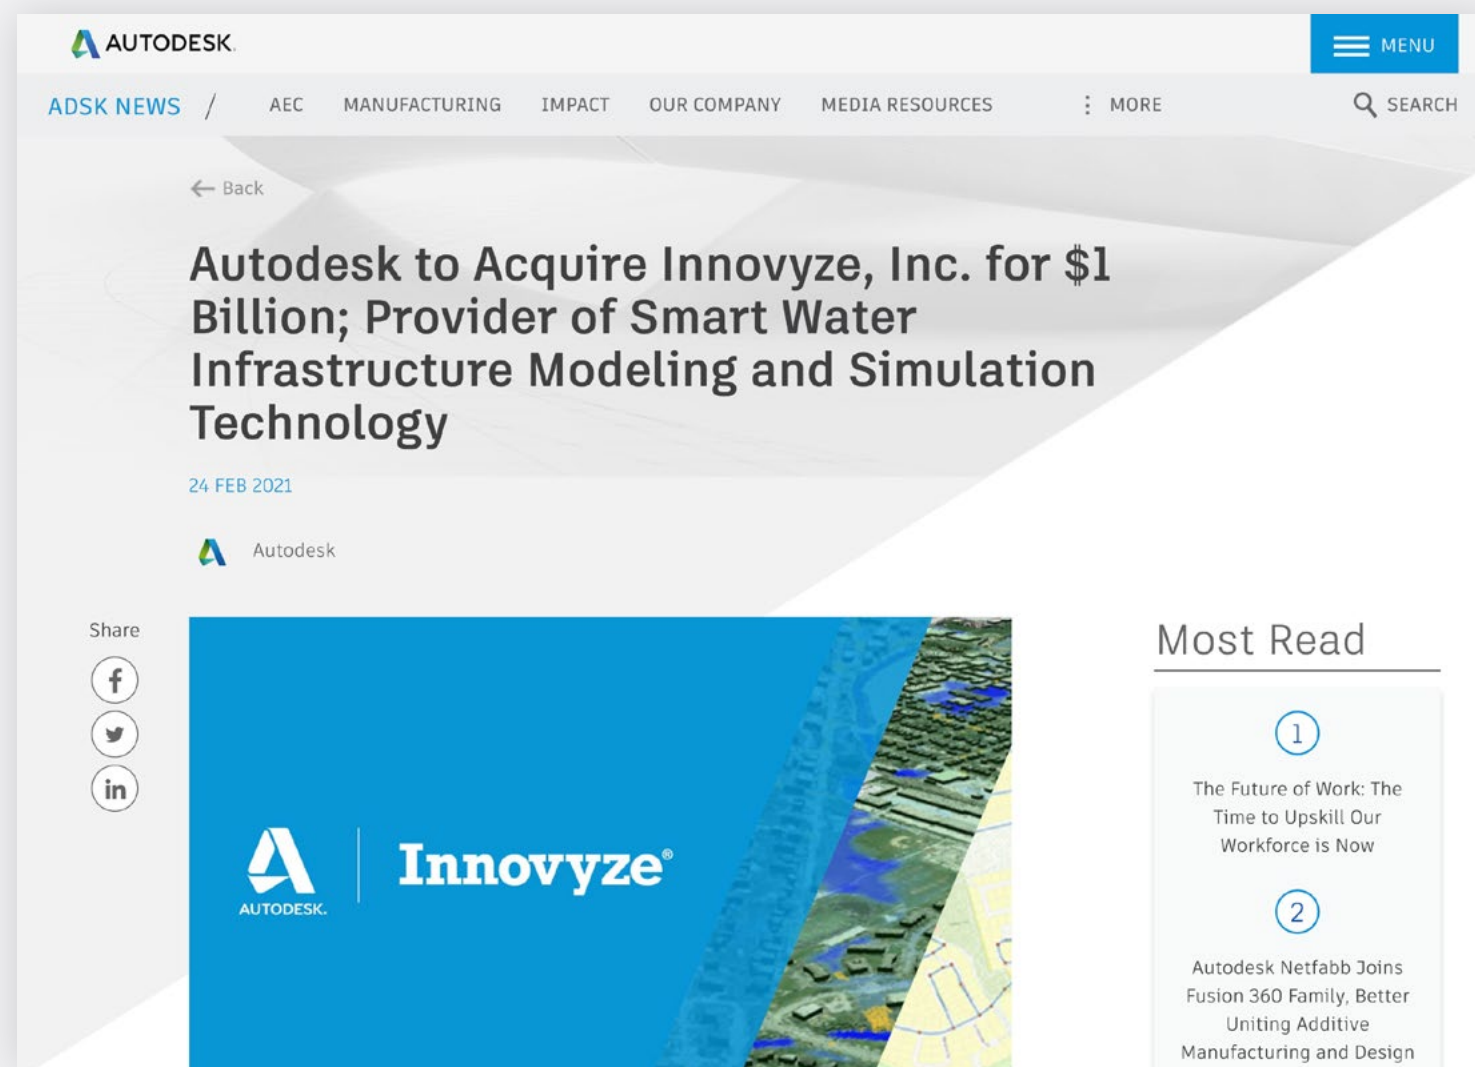 AUTODESK.
MENU
ADSK NEWS / AEC MANUFACTURING IMPACT OUR COMPANY MEDIA RESOURCES ⋮ MORE SEARCH
← Back
Autodesk to Acquire Innovyze, Inc. for $1
Billion; Provider of Smart Water
Infrastructure Modeling and Simulation
Technology
24 FEB 2021
Autodesk
Share
f
in
AUTODESK.
Innovyze®
Most Read
1
The Future of Work: The
Time to Upskill Our
Workforce is Now
2
Autodesk Netfabb Joins
Fusion 360 Family, Better
Uniting Additive
Manufacturing and Design